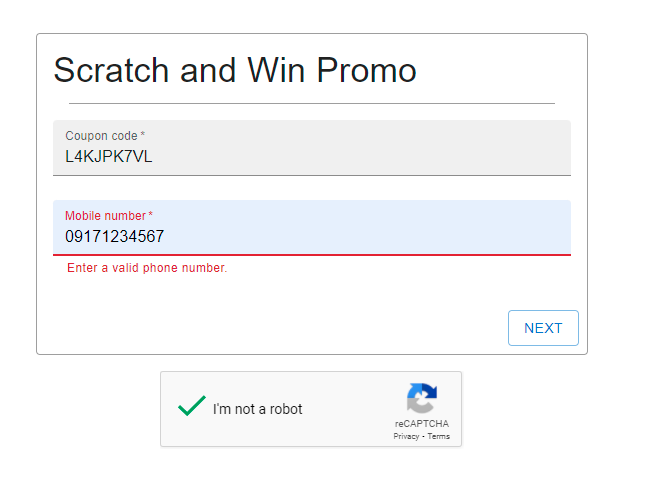 Scratch and Win Promo
Coupon code *
L4KJPK7VL
Mobile number *
09171234567
Enter a valid phone number.
NEXT
I'm not a robot
reCAPTCHA
Privacy - Terms